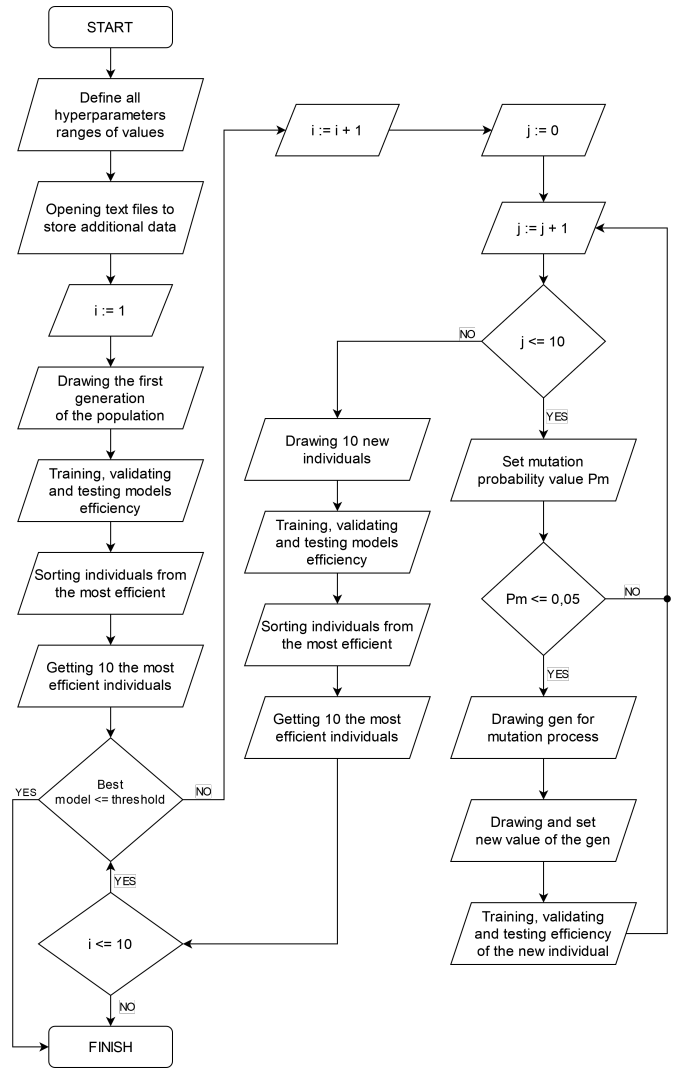 START
Define all
hyperparameters
ranges of values
Opening text files to
store additional data
i := 1
Drawing the first
generation
of the population
Training, validating
and testing models
efficiency
Sorting individuals from
the most efficient
Getting 10 the most
efficient individuals
Best
model <= threshold
YES
NO
YES
i <= 10
NO
FINISH
i := i + 1
j := 0
j := j + 1
j <= 10
NO
YES
Drawing 10 new
individuals
Training, validating
and testing models
efficiency
Sorting individuals from
the most efficient
Getting 10 the most
efficient individuals
Set mutation
probability value Pm
Pm <= 0,05
NO
YES
Drawing gen for
mutation process
Drawing and set
new value of the gen
Training, validating
and testing efficiency
of the new individual